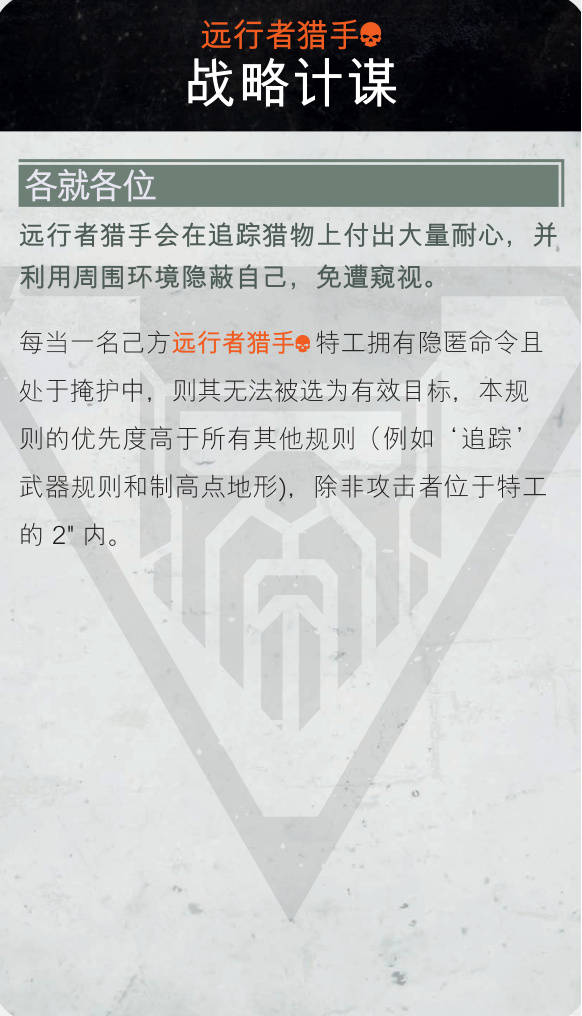 远行者猎手
战略计谋
各就各位
远行者猎手会在追踪猎物上付出大量耐心，并
利用周围环境隐蔽自己，免遭窥视。
每当一名己方远行者猎手特工拥有隐匿命令且
处于掩护中，则其无法被选为有效目标，本规
则的优先度高于所有其他规则（例如‘追踪’
武器规则和制高点地形)，除非攻击者位于特工
的 2" 内。